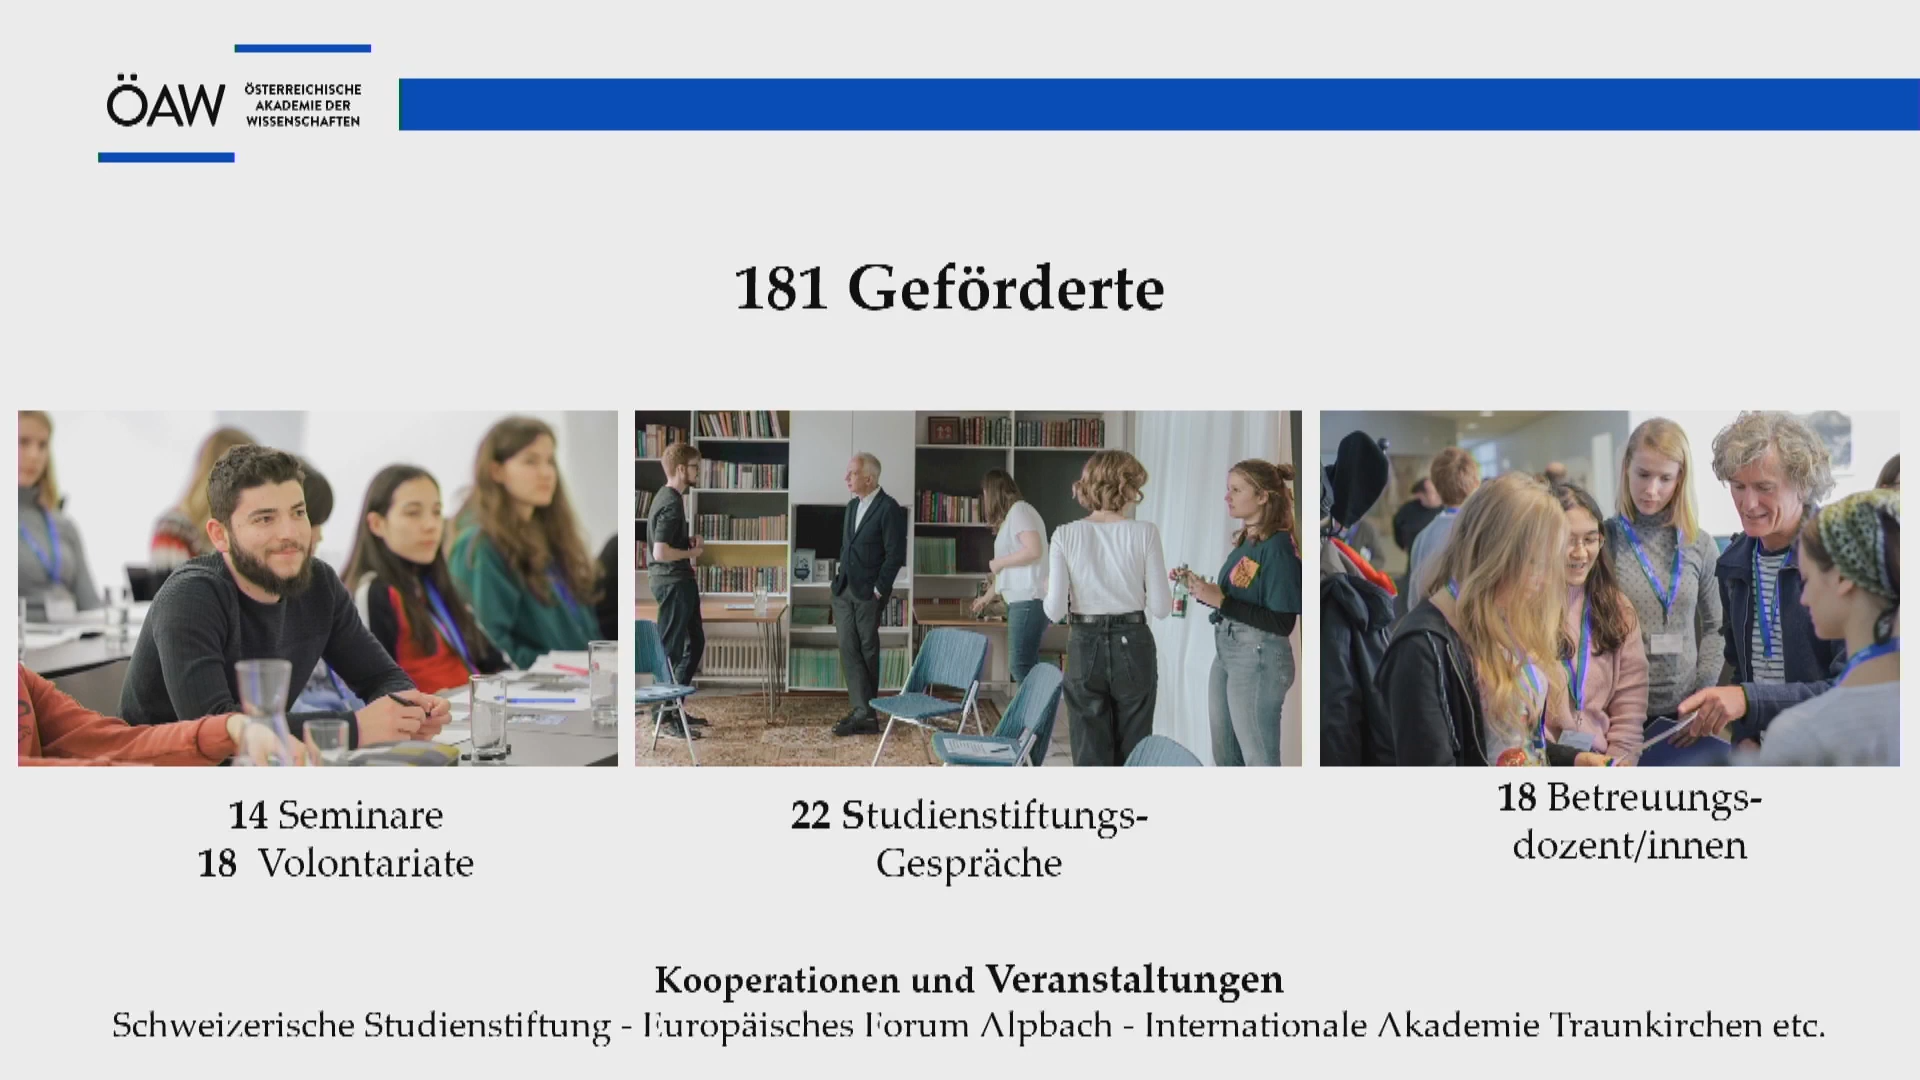 ÖAW
ÖSTERREICHISCHE
AKADEMIE DER
WISSENSCHAFTEN
181 Geförderte
14 Seminare
18 Volontariate
22 Studienstiftungs-
Gespräche
18 Betreuungs-
dozent/innen
Kooperationen und Veranstaltungen
Schweizerische Studienstiftung - Europäisches Forum Alpbach - Internationale Akademie Traunkirchen etc.